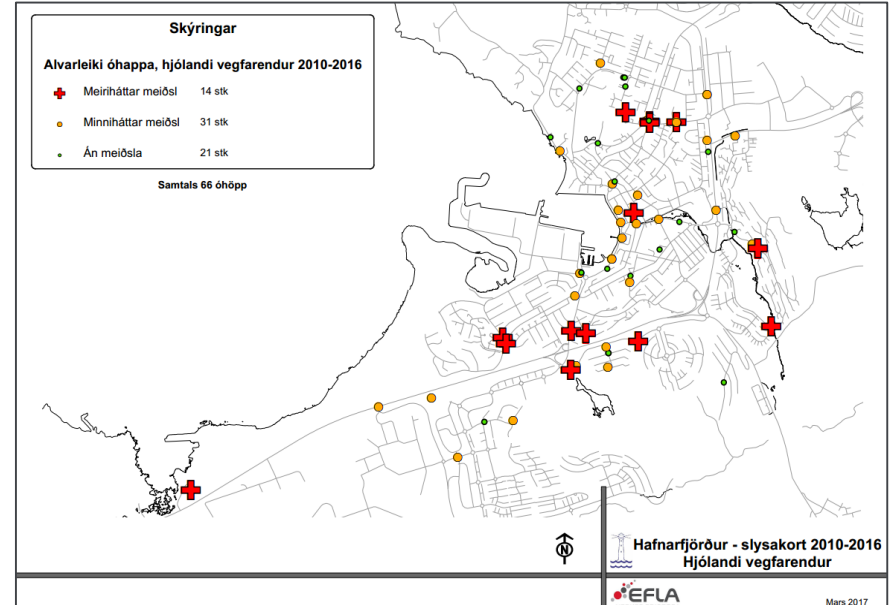 Skýringar
Alvarleiki óhappa, hjólandi vegfarendur 2010-2016
Meiriháttar meiðsl 14 stk
Minniháttar meiðsl 31 stk
Án meiðsla 21 stk
Samtals 66 óhöpp
N
Hafnarfjörður - slysakort 2010-2016
Hjólandi vegfarendur
EFLA
Mars 2017